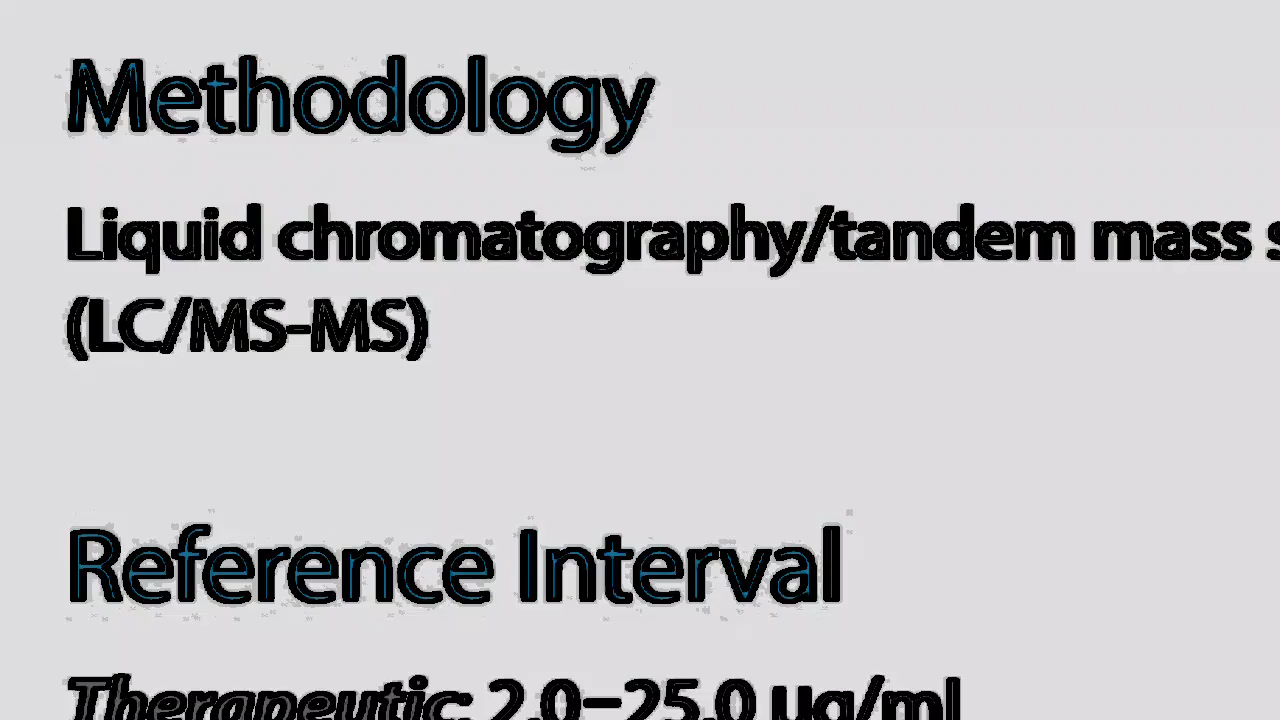 Methodology
Liquid chromatography/tandem mass s
(LC/MS-MS)
Reference Interval
Therapeutic: 2.0–25.0 µg/ml